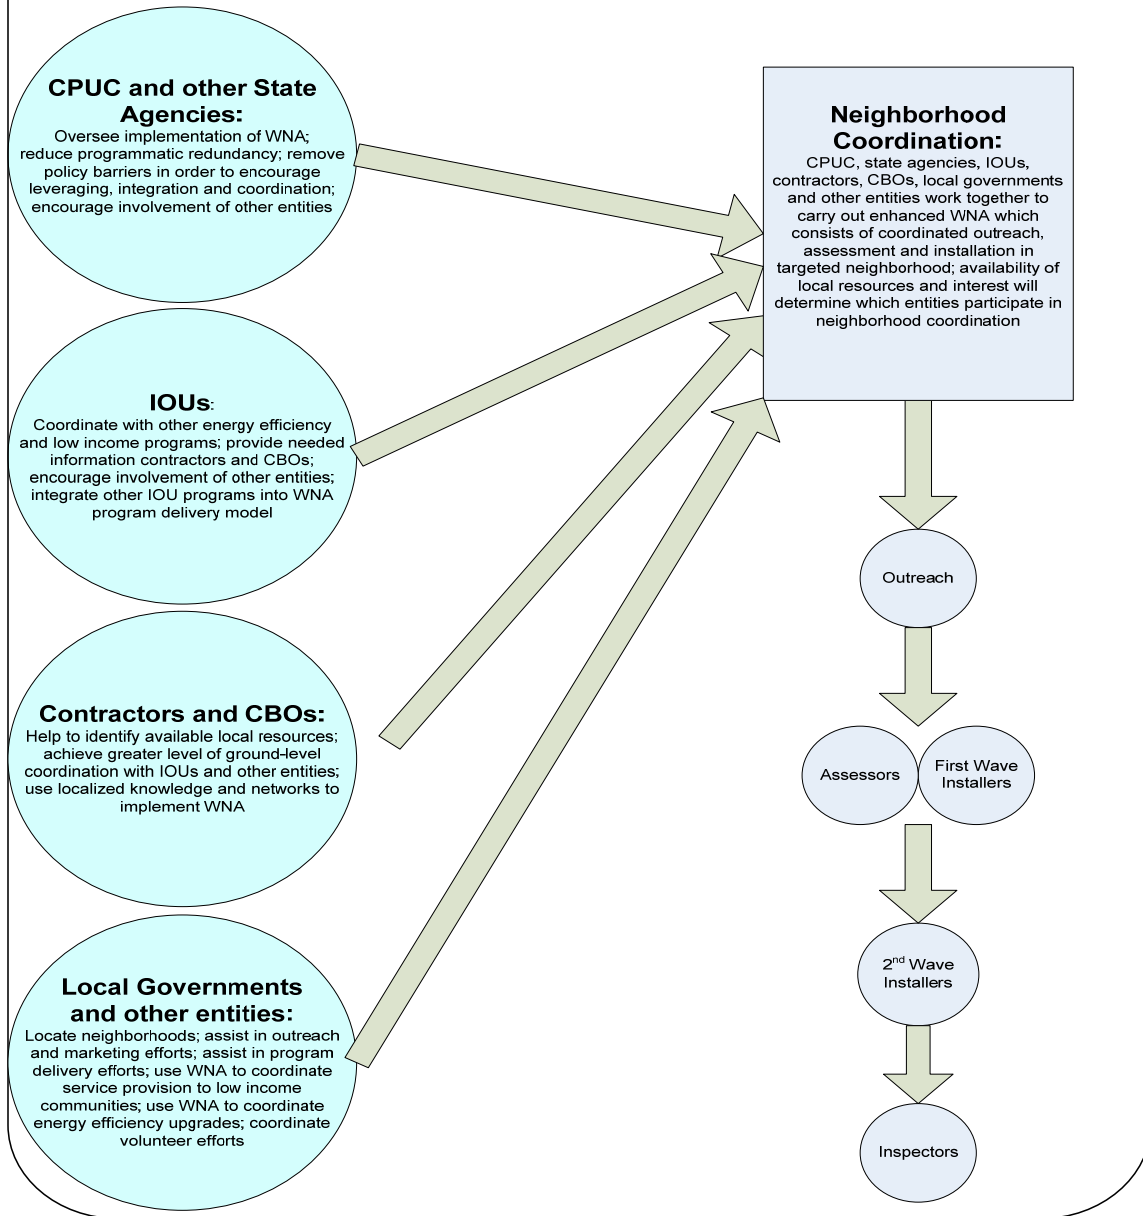 CPUC and other State
Agencies:
Oversee implementation of WNA;
reduce programmatic redundancy; remove
policy barriers in order to encourage
leveraging, integration and coordination;
encourage involvement of other entities
IOUs:
Coordinate with other energy efficiency
and low income programs; provide needed
information contractors and CBOs;
encourage involvement of other entities;
integrate other IOU programs into WNA
program delivery model
Contractors and CBOs:
Help to identify available local resources;
achieve greater level of ground-level
coordination with IOUs and other entities;
use localized knowledge and networks to
implement WNA
Local Governments
and other entities:
Locate neighborhoods; assist in outreach
and marketing efforts; assist in program
delivery efforts; use WNA to coordinate
service provision to low income
communities; use WNA to coordinate
energy efficiency upgrades; coordinate
volunteer efforts
Neighborhood
Coordination:
CPUC, state agencies, IOUs,
contractors, CBOs, local governments
and other entities work together to
carry out enhanced WNA which
consists of coordinated outreach,
assessment and installation in
targeted neighborhood; availability of
local resources and interest will
determine which entities participate in
neighborhood coordination
Outreach
Assessors
First Wave
Installers
2nd Wave
Installers
Inspectors